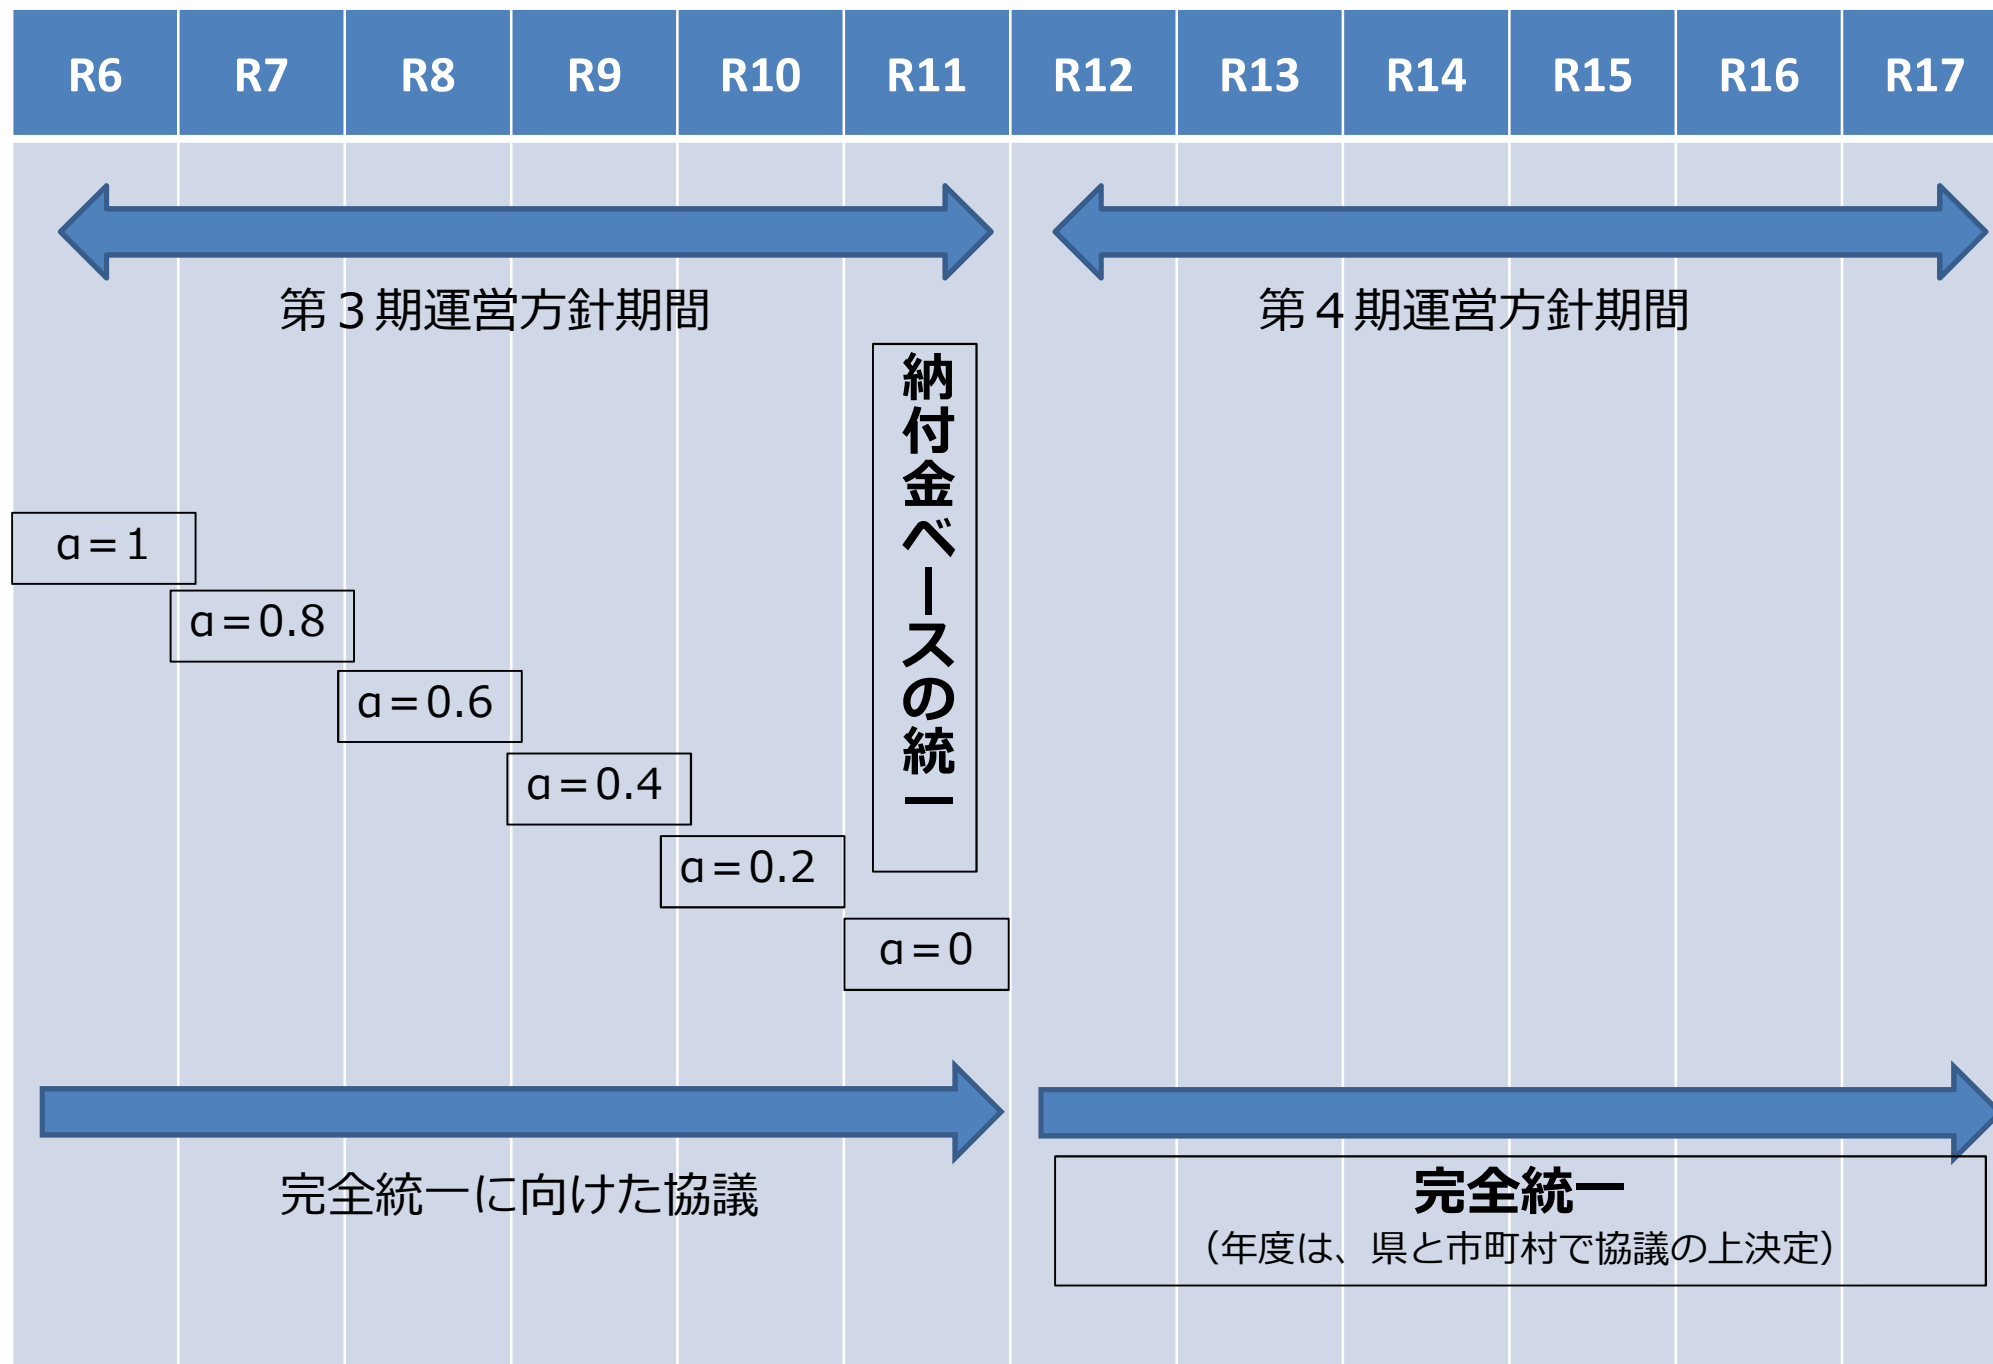 R6 R7 R8 R9 R10 R11 R12 R13 R14 R15 R16 R17
第３期運営方針期間
第４期運営方針期間
納付金ベースの統一
α＝1
α＝0.8
α＝0.6
α＝0.4
α＝0.2
α＝0
完全統一に向けた協議
完全統一
（年度は、県と市町村で協議の上決定）